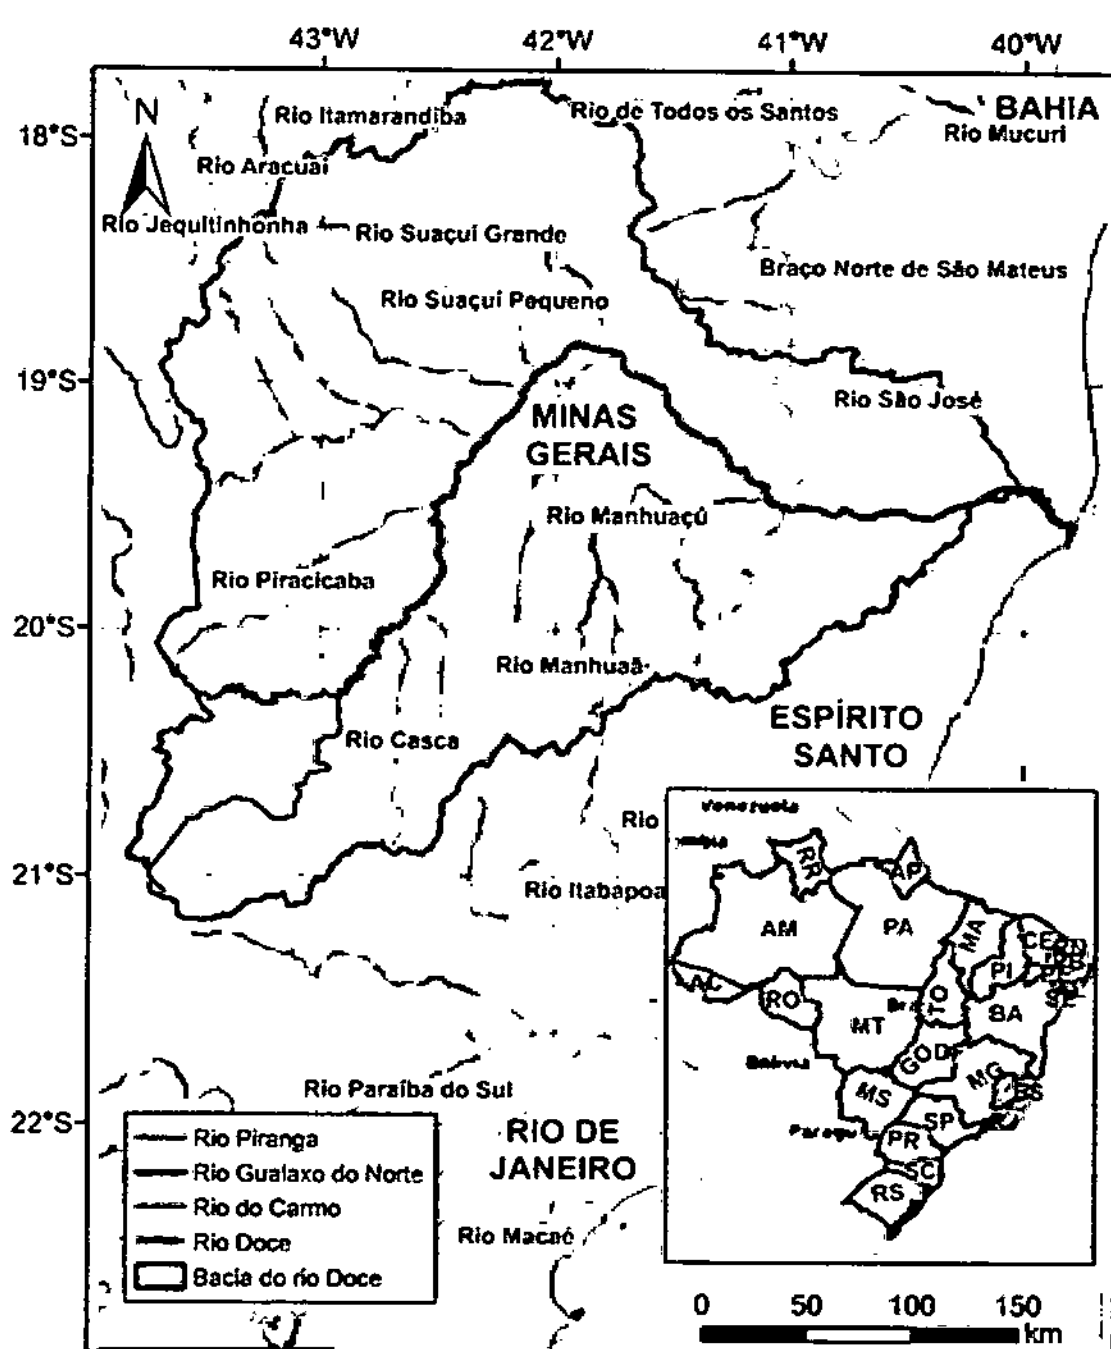 43°W 42°W 41°W 40°W
N
18°S
Rio Itamarandiba
Rio de Todos os Santos
BAHIA
Rio Mucuri
Rio Aracuai
Rio Jequitinhonha
Rio Suaçuí Grande
Braço Norte de São Mateus
Rio Suaçuí Pequeno
19°S
MINAS
GERAIS
Rio São José
Rio Manhuaçú
Rio Piracicaba
20°S
Rio Manhuaã
ESPÍRITO
SANTO
Rio Casca
Rio
21°S
Rio Itabapoa
Venezuela
RR
AP
AM
PA
MA
CE
PI
AC
RO
TO
BA
MT
GO
DF
Bolívia
MG
ES
MS
SP
PR
SC
RS
Rio Paraíba do Sul
22°S
RIO DE
JANEIRO
Rio Macaé
Rio Piranga
Rio Gualaxo do Norte
Rio do Carmo
Rio Doce
Bacia do rio Doce
0 50 100 150
km